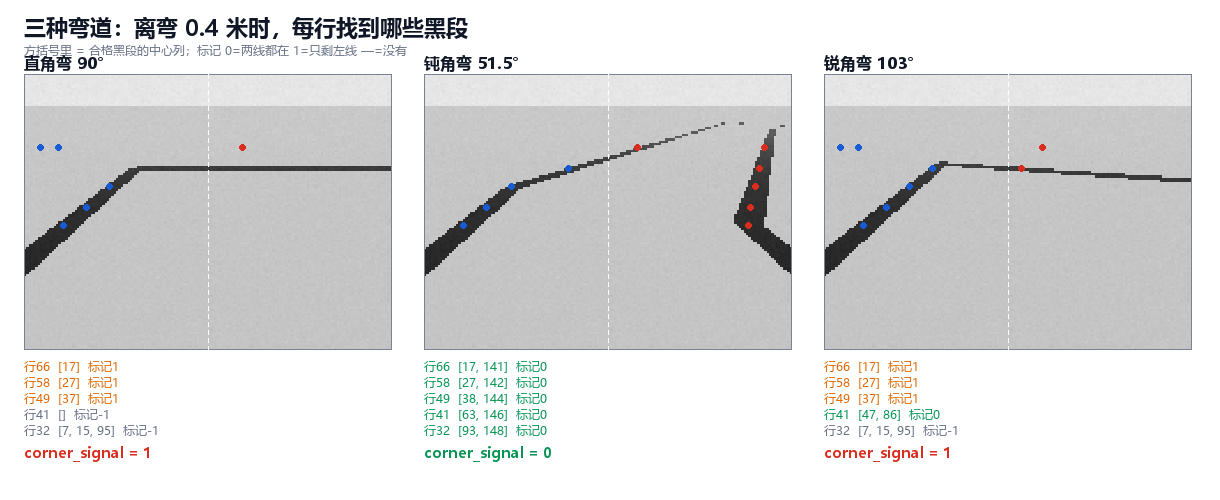 三种弯道：离弯 0.4 米时，每行找到哪些黑段
方括号里 = 合格黑段的中心列；标记 0=两线都在 1=只剩左线 —=没有
直角弯 90°
钝角弯 51.5°
锐角弯 103°
行66 [17] 标记1
行58 [27] 标记1
行49 [37] 标记1
行41 [] 标记-1
行32 [7, 15, 95] 标记-1
corner_signal = 1
行66 [17, 141] 标记0
行58 [27, 142] 标记0
行49 [38, 144] 标记0
行41 [63, 146] 标记0
行32 [93, 148] 标记0
corner_signal = 0
行66 [17] 标记1
行58 [27] 标记1
行49 [37] 标记1
行41 [47, 86] 标记0
行32 [7, 15, 95] 标记-1
corner_signal = 1